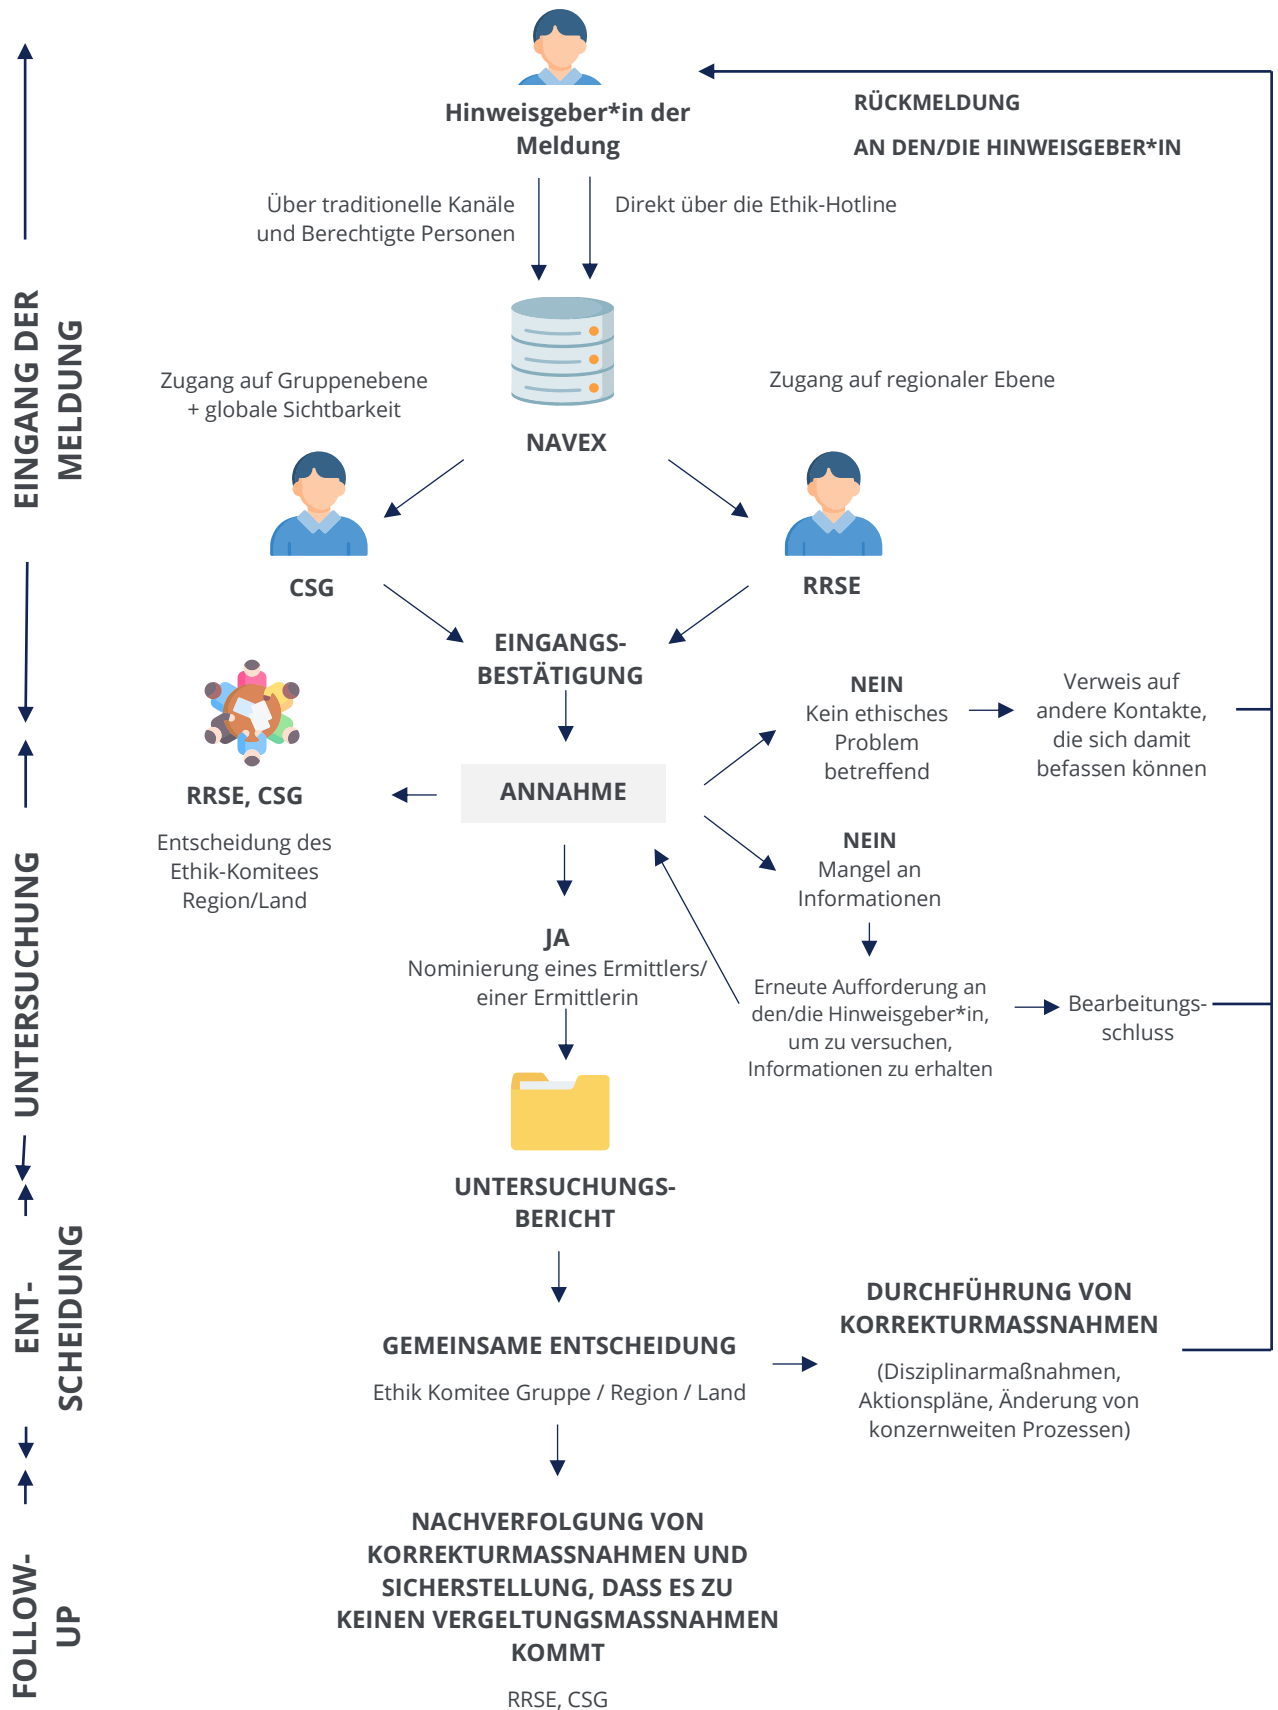 Hinweisgeber*in der
Meldung
RÜCKMELDUNG
AN DEN/DIE HINWEISGEBER*IN
Über traditionelle Kanäle
und Berechtigte Personen
Direkt über die Ethik-Hotline
EINGANG DER
MELDUNG
Zugang auf Gruppenebene
+ globale Sichtbarkeit
Zugang auf regionaler Ebene
NAVEX
CSG
RRSE
EINGANGS-
BESTÄTIGUNG
NEIN
Kein ethisches
Problem
betreffend
Verweis auf
andere Kontakte,
die sich damit
befassen können
ANNAHME
RRSE, CSG
Entscheidung des
Ethik-Komitees
Region/Land
NEIN
Mangel an
Informationen
UNTERSUCHUNG
JA
Nominierung eines Ermittlers/
einer Ermittlerin
Erneute Aufforderung an
den/die Hinweisgeber*in,
um zu versuchen,
Informationen zu erhalten
Bearbeitungs-
schluss
UNTERSUCHUNGS-
BERICHT
ENT-
SCHEIDUNG
GEMEINSAME ENTSCHEIDUNG
Ethik Komitee Gruppe / Region / Land
DURCHFÜHRUNG VON
KORREKTURMASSNAHMEN
(Disziplinarmaßnahmen,
Aktionspläne, Änderung von
konzernweiten Prozessen)
FOLLOW-
UP
NACHVERFOLGUNG VON
KORREKTURMASSNAHMEN UND
SICHERSTELLUNG, DASS ES ZU
KEINEN VERGELTUNGSMASSNAHMEN
KOMMT
RRSE, CSG